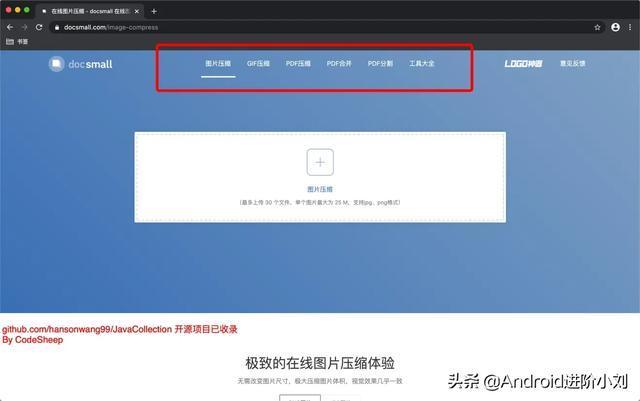 在线图片压缩 - docsmall 在线图
docsmall.com/image-compress
书签
docsmall
图片压缩 GIF压缩 PDF压缩 PDF合并 PDF分割 工具大全
LOGO神器 意见反馈
图片压缩
(最多上传 30 个文件、单个图片最大为 25 M，支持jpg、png格式)
github.com/hansonwang99/JavaCollection 开源项目已收录
By CodeSheep
极致的在线图片压缩体验
无需改变图片尺寸，极大压缩图片体积，视觉效果几乎一致
头条 @Android进阶小刘